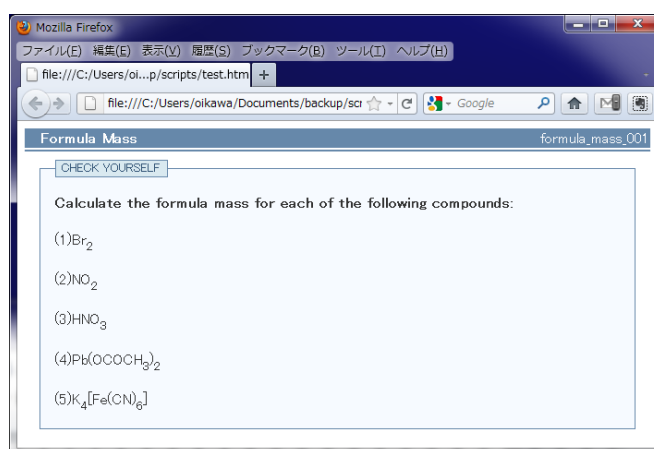 Mozilla Firefox
ファイル(F) 編集(E) 表示(V) 履歴(S) ブックマーク(B) ツール(T) ヘルプ(H)
file:///C:/Users/oi...p/scripts/test.htm +
file:///C:/Users/oikawa/Documents/backup/scr Google
Formula Mass formula_mass_001
CHECK YOURSELF
Calculate the formula mass for each of the following compounds:
(1)Br₂
(2)NO₂
(3)HNO₃
(4)Pb(OCOCH₃)₂
(5)K₄[Fe(CN)₆]